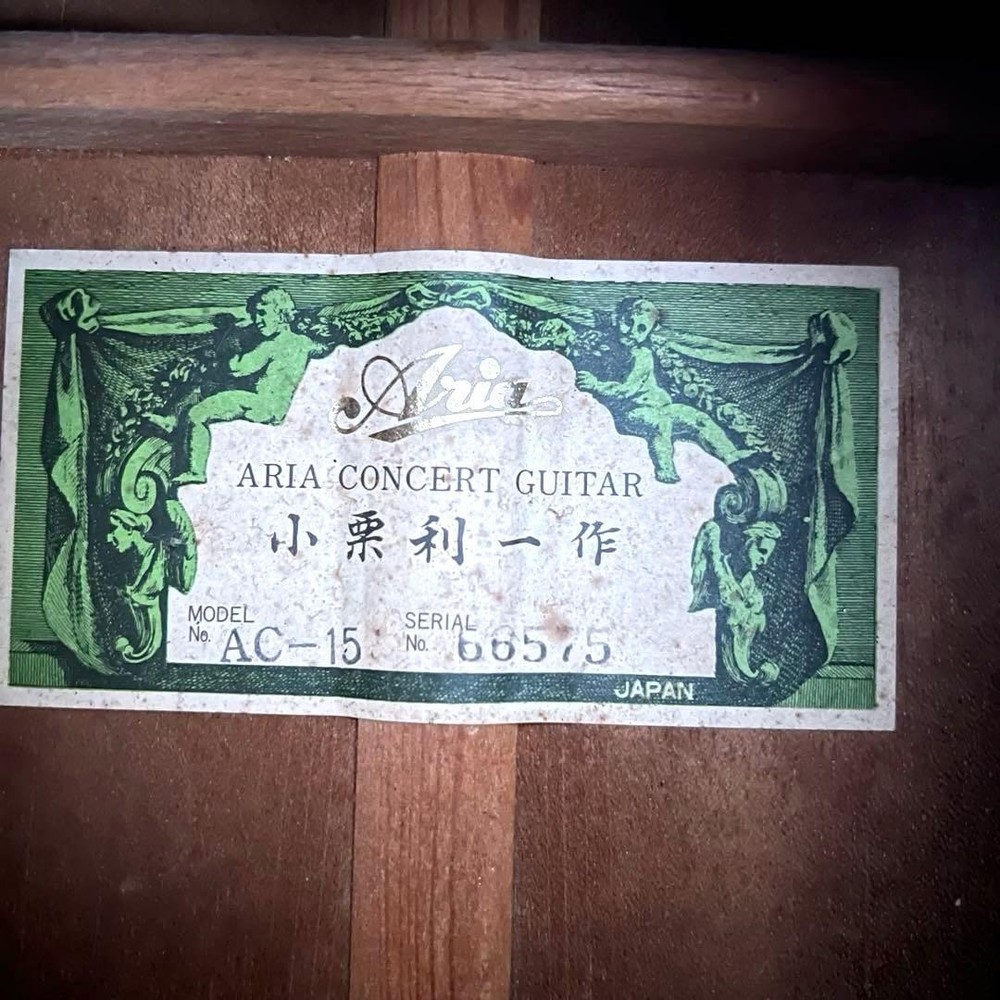 Aria
ARIA CONCERT GUITAR
小栗利一作
MODEL No. AC-15 SERIAL No. 66575
JAPAN